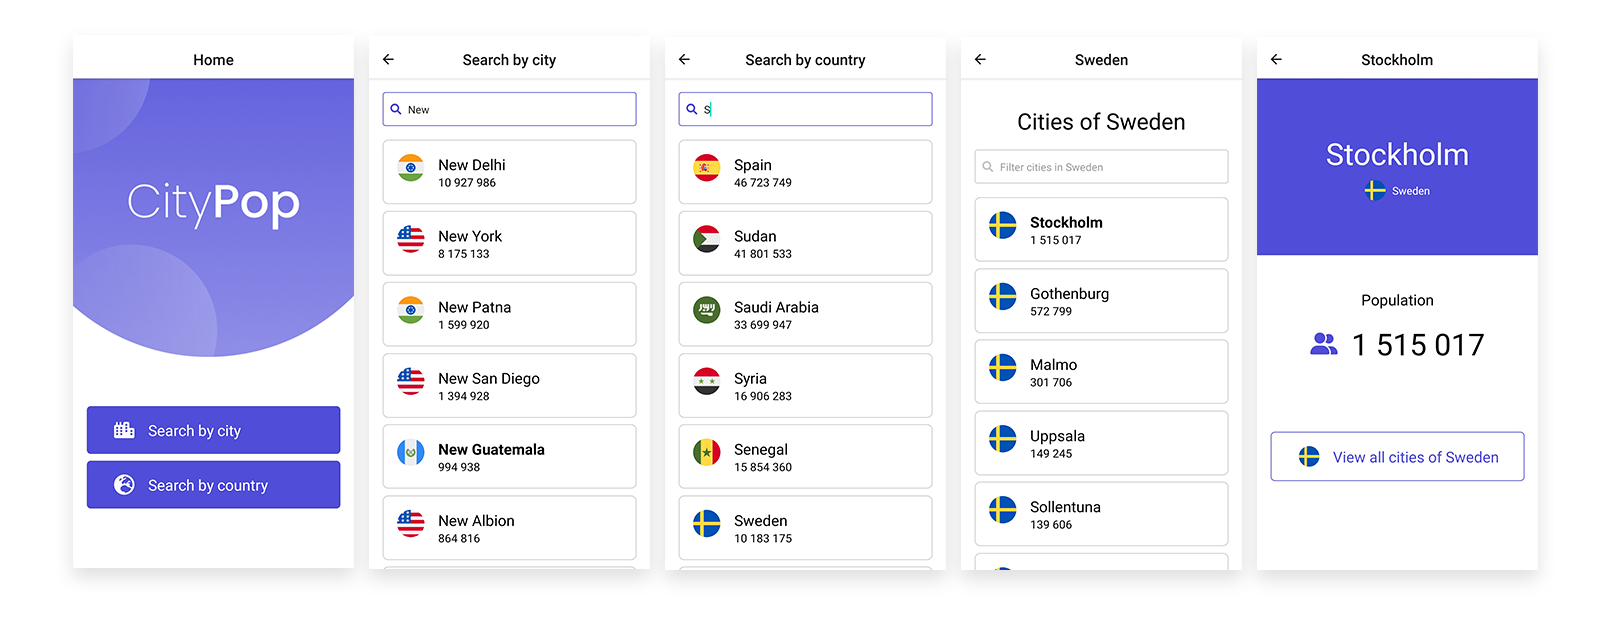 Home
CityPop
Search by city
Search by country
Search by city
New
New Delhi
10 927 986
New York
8 175 133
New Patna
1 599 920
New San Diego
1 394 928
New Guatemala
994 938
New Albion
864 816
Search by country
S
Spain
46 723 749
Sudan
41 801 533
Saudi Arabia
33 699 947
Syria
16 906 283
Senegal
15 854 360
Sweden
10 183 175
Sweden
Cities of Sweden
Filter cities in Sweden
Stockholm
1 515 017
Gothenburg
572 799
Malmo
301 706
Uppsala
149 245
Sollentuna
139 606
Stockholm
Stockholm
Sweden
Population
1 515 017
View all cities of Sweden